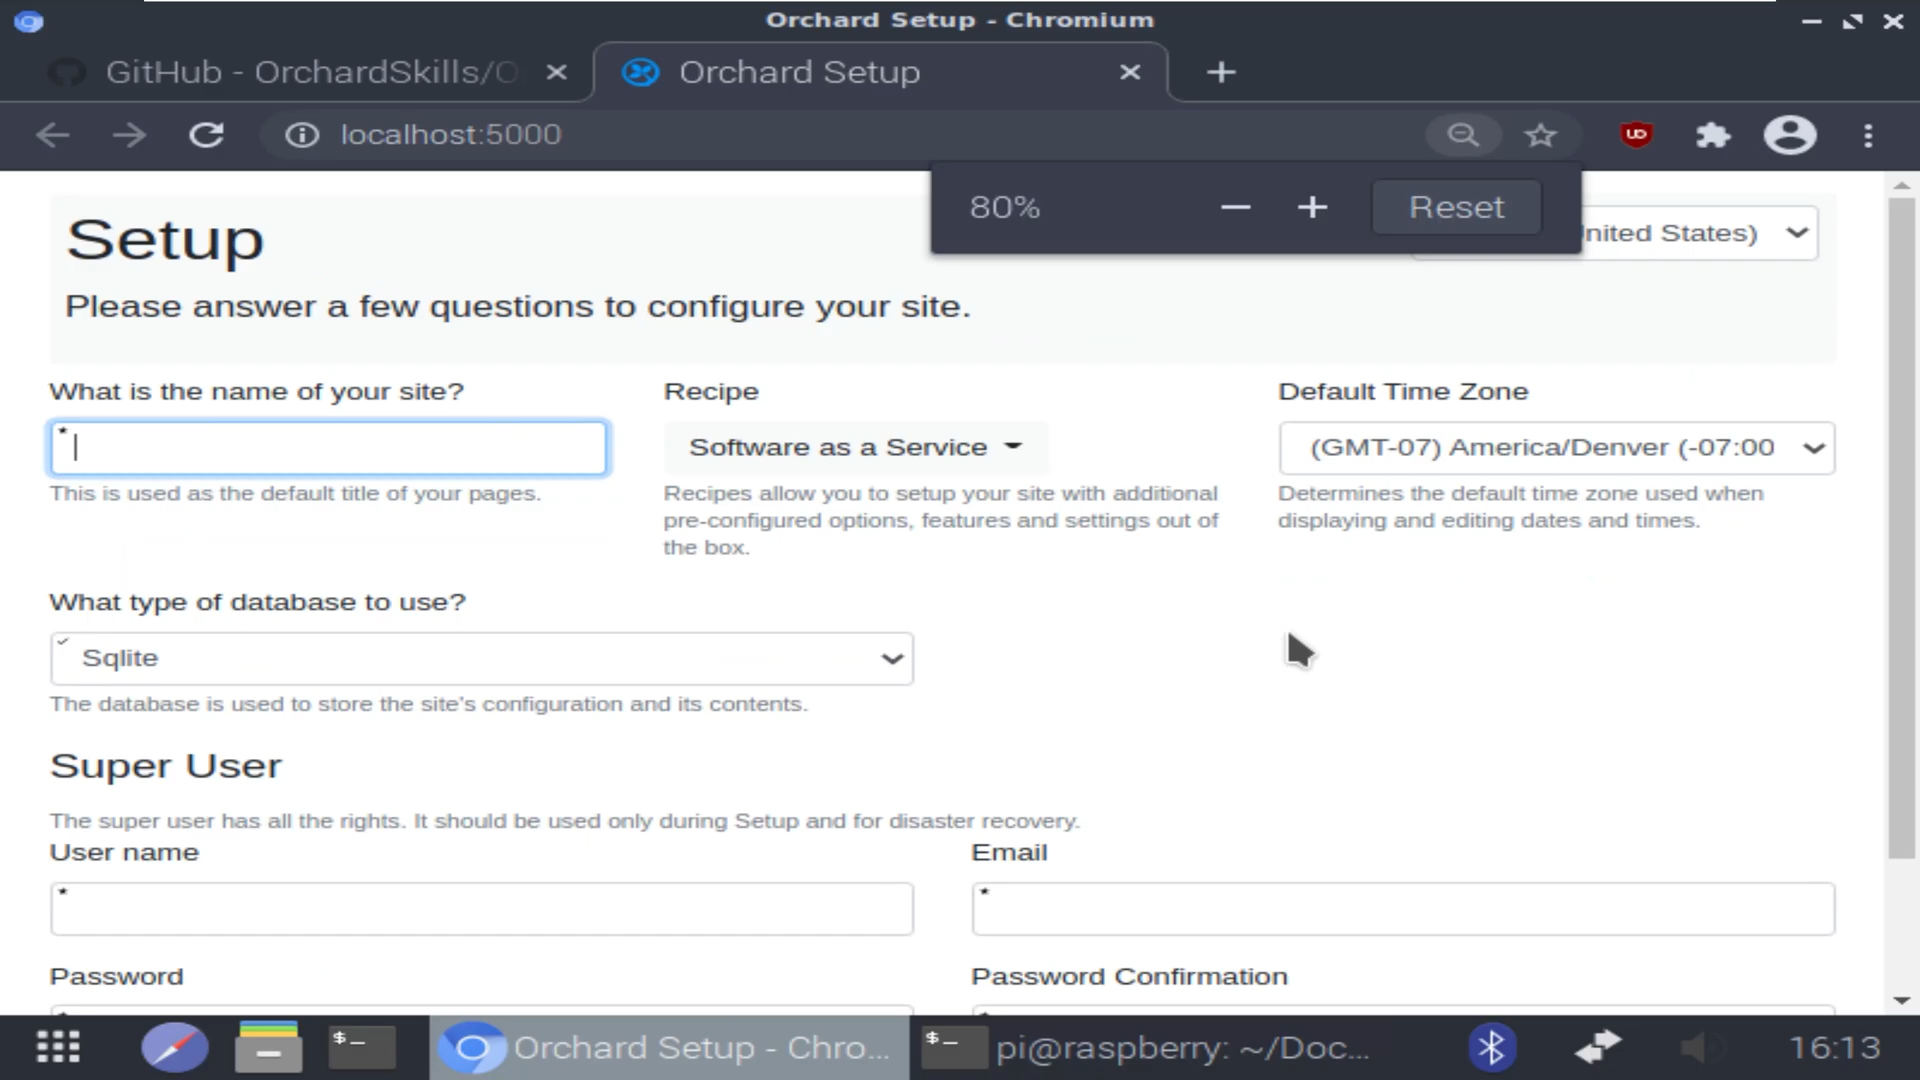 Orchard Setup - Chromium
GitHub - OrchardSkills/O
Orchard Setup
localhost:5000
80%
Reset
nited States)
Setup
Please answer a few questions to configure your site.
What is the name of your site?
*
This is used as the default title of your pages.
Recipe
Software as a Service
Recipes allow you to setup your site with additional
pre-configured options, features and settings out of
the box.
Default Time Zone
(GMT-07) America/Denver (-07:00
Determines the default time zone used when
displaying and editing dates and times.
What type of database to use?
Sqlite
The database is used to store the site's configuration and its contents.
Super User
The super user has all the rights. It should be used only during Setup and for disaster recovery.
User name
*
Email
*
Password
Password Confirmation
$ _
Orchard Setup - Chro...
$ _
pi@raspberry: ~/Doc...
16:13